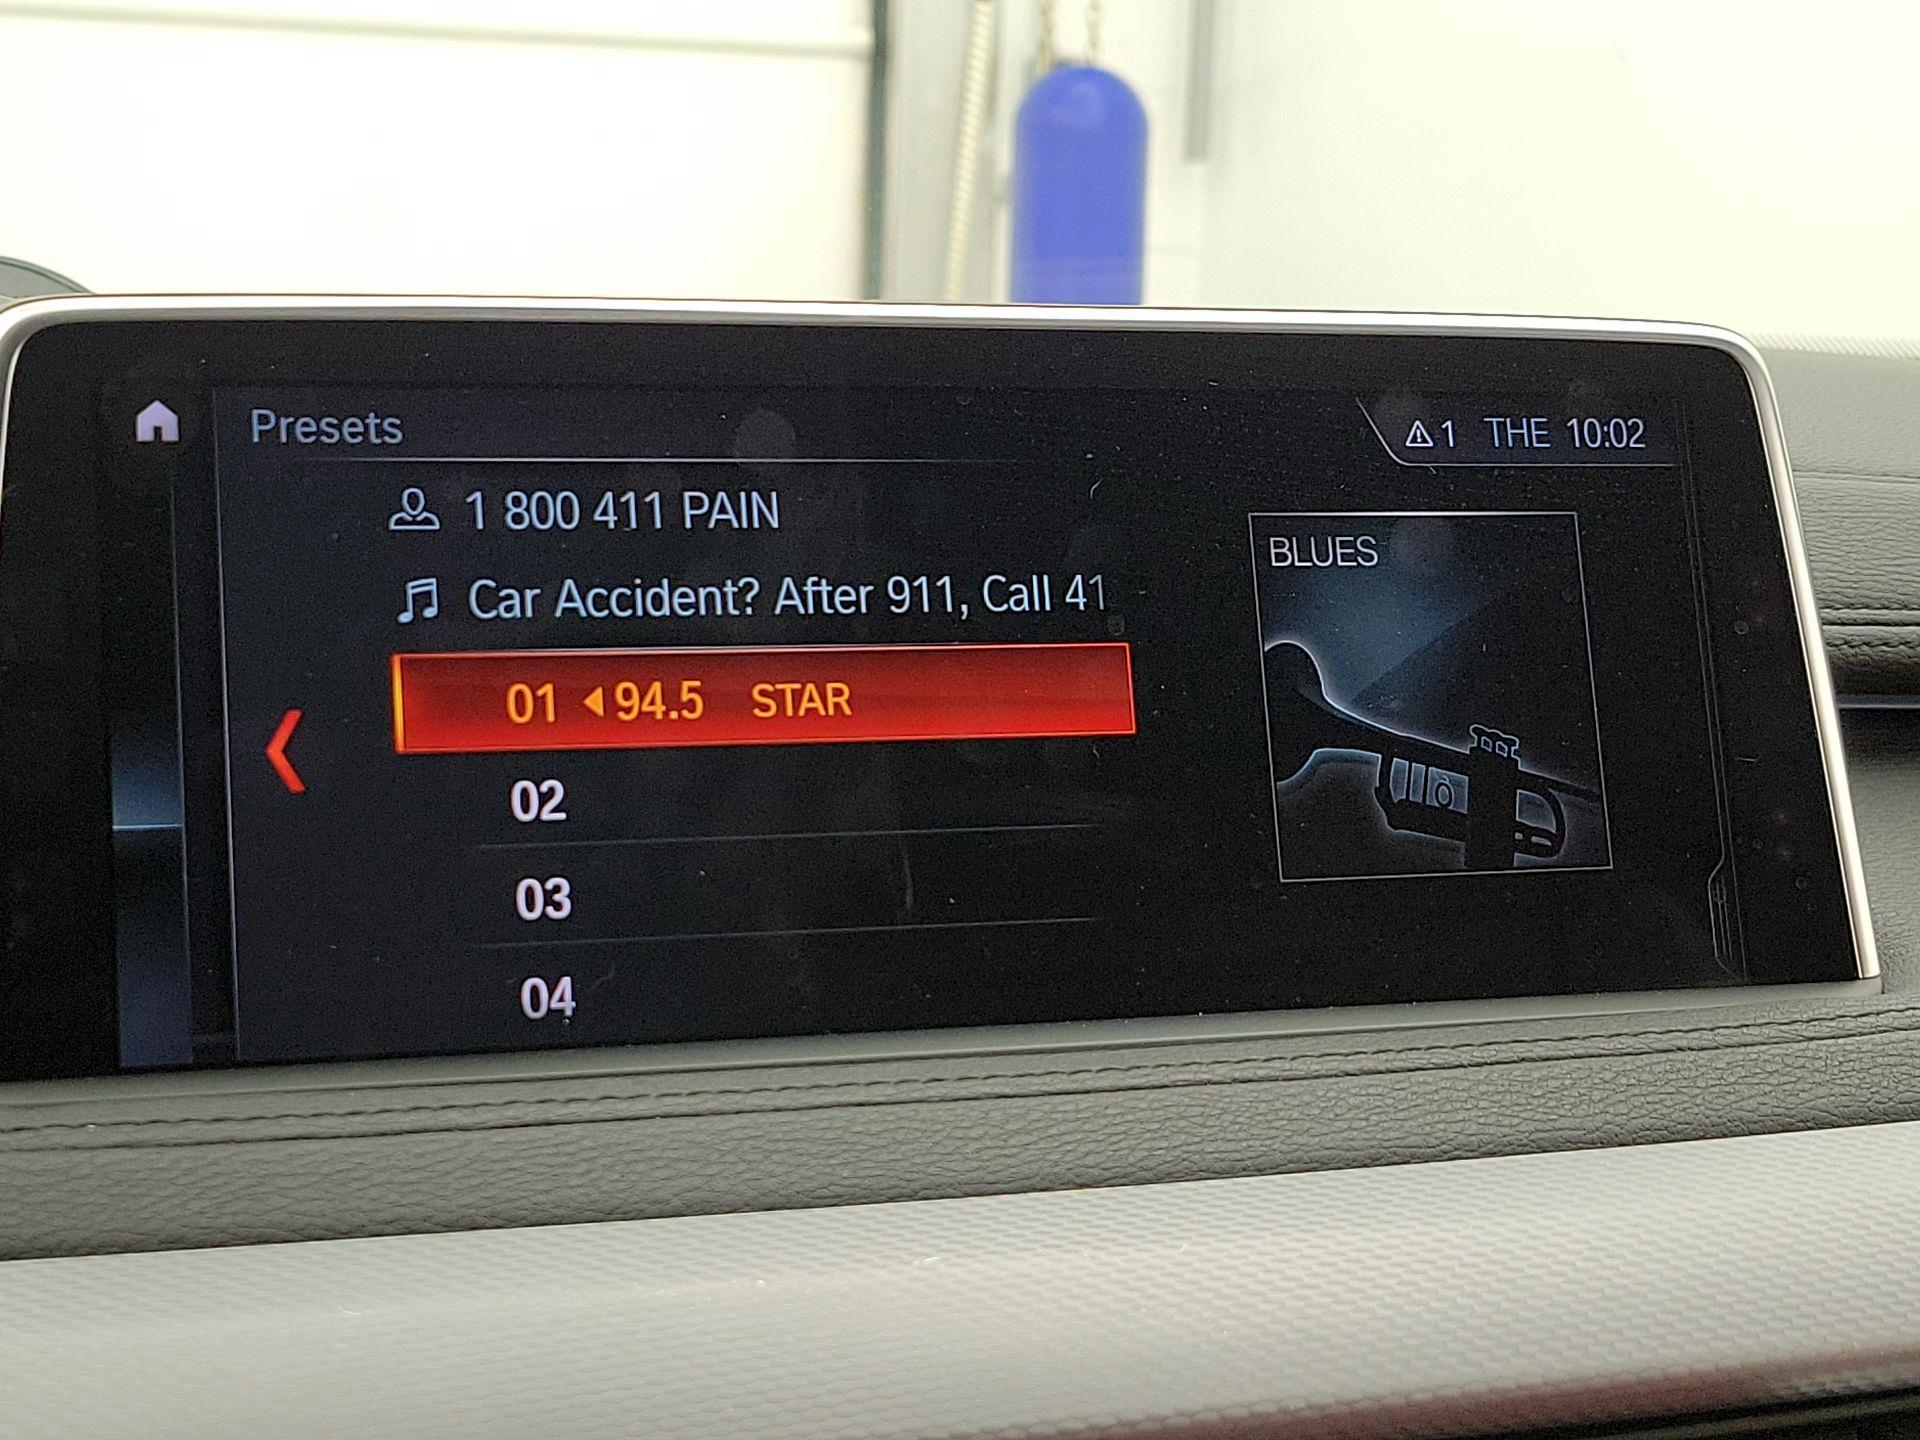 Presets
1 THE 10:02
1 800 411 PAIN
Car Accident? After 911, Call 41
BLUES
01 94.5 STAR
02
03
04